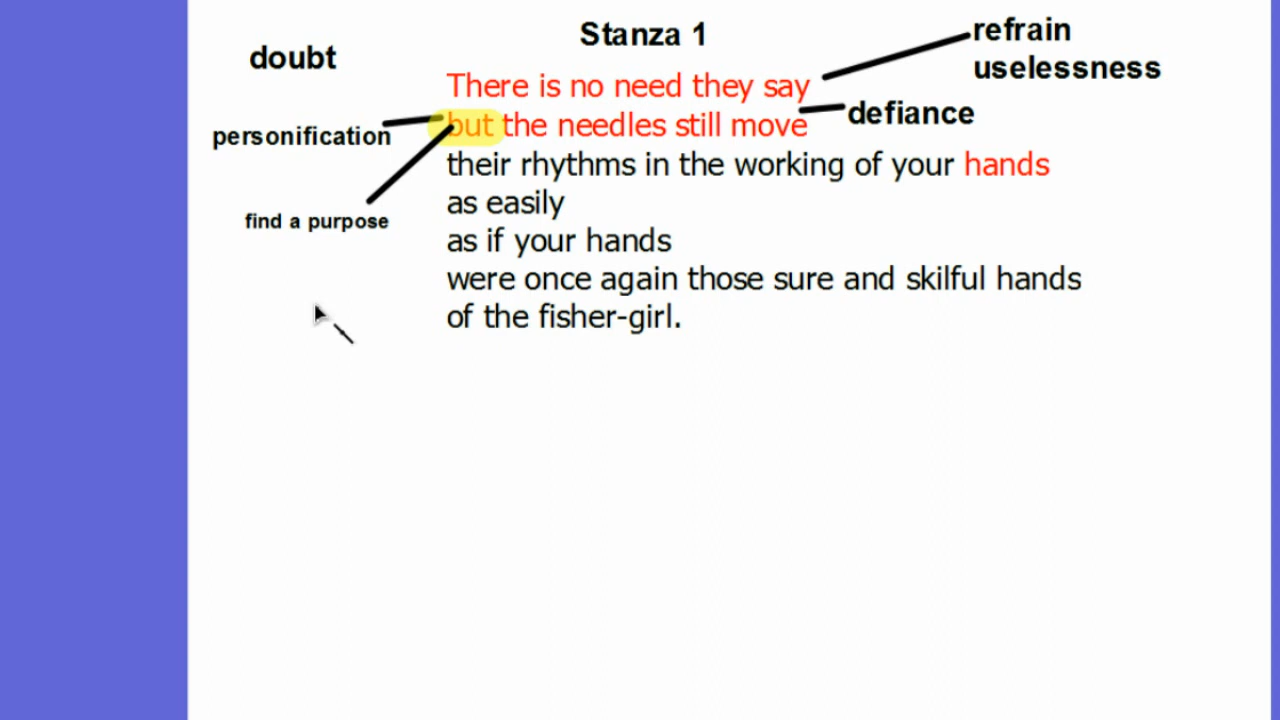 Stanza 1
refrain
uselessness
doubt
There is no need they say
defiance
but the needles still move
personification
their rhythms in the working of your hands
as easily
find a purpose
as if your hands
were once again those sure and skilful hands
of the fisher-girl.